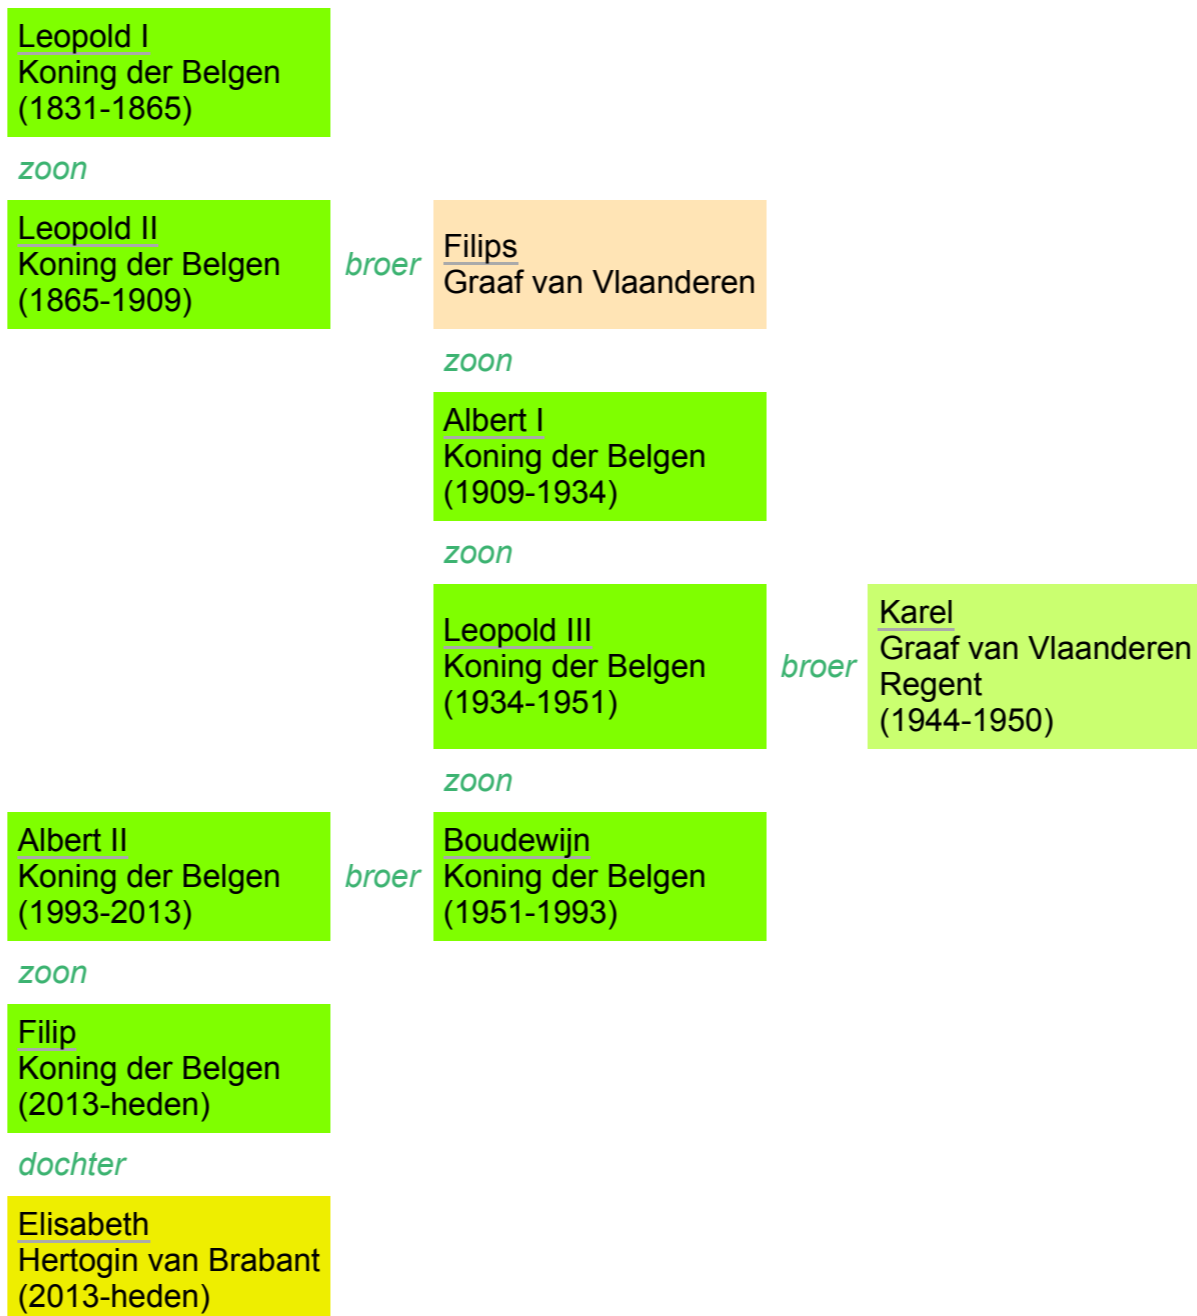 Leopold I
Koning der Belgen
(1831-1865)
zoon
Leopold II
Koning der Belgen
(1865-1909)
broer
Filips
Graaf van Vlaanderen
zoon
Albert I
Koning der Belgen
(1909-1934)
zoon
Leopold III
Koning der Belgen
(1934-1951)
broer
Karel
Graaf van Vlaanderen
Regent
(1944-1950)
zoon
Albert II
Koning der Belgen
(1993-2013)
broer
Boudewijn
Koning der Belgen
(1951-1993)
zoon
Filip
Koning der Belgen
(2013-heden)
dochter
Elisabeth
Hertogin van Brabant
(2013-heden)